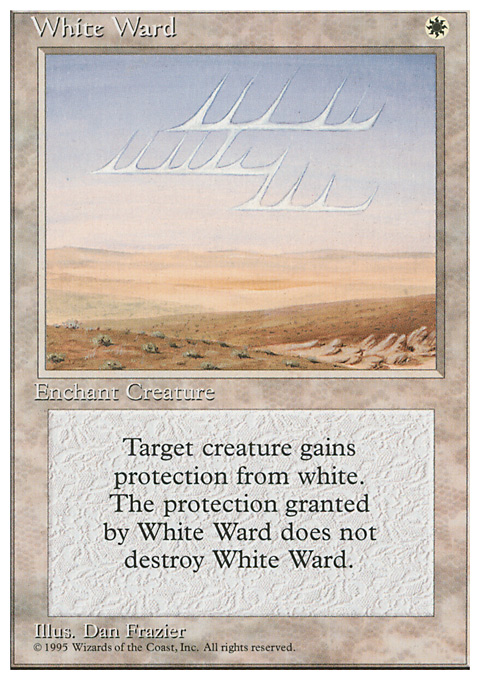 White Ward
Enchant Creature
Target creature gains
protection from white.
The protection granted
by White Ward does not
destroy White Ward.
Illus. Dan Frazier
© 1995 Wizards of the Coast, Inc. All rights reserved.